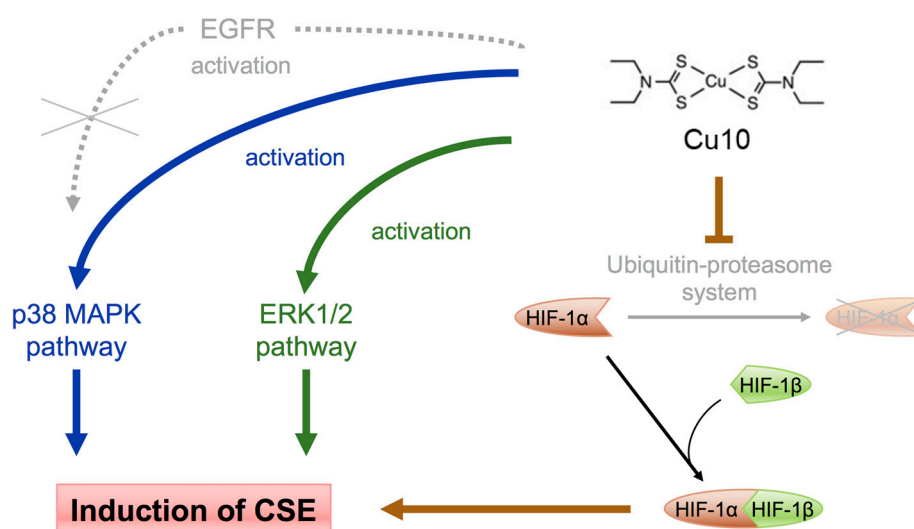 EGFR
activation
activation
activation
p38 MAPK
pathway
ERK1/2
pathway
N
S
S
Cu
S
S
N
Cu10
Ubiquitin-proteasome
system
HIF-1α
HIF-1α
HIF-1β
HIF-1α
HIF-1β
Induction of CSE